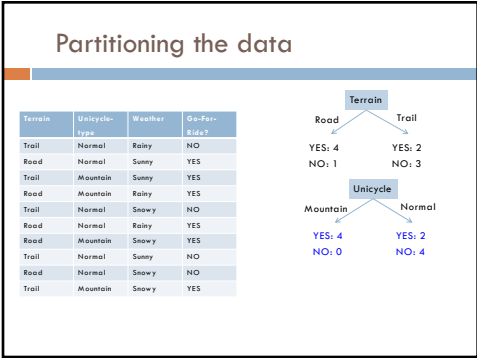 Partitioning the data
Terrain Unicycle-type Weather Go-For-Ride?
Trail Normal Rainy NO
Road Normal Sunny YES
Trail Mountain Sunny YES
Road Mountain Rainy YES
Trail Normal Snowy NO
Road Normal Rainy YES
Road Mountain Snowy YES
Trail Normal Sunny NO
Road Normal Snowy NO
Trail Mountain Snowy YES
Terrain
Road Trail
YES: 4 YES: 2
NO: 1 NO: 3
Unicycle
Mountain Normal
YES: 4 YES: 2
NO: 0 NO: 4